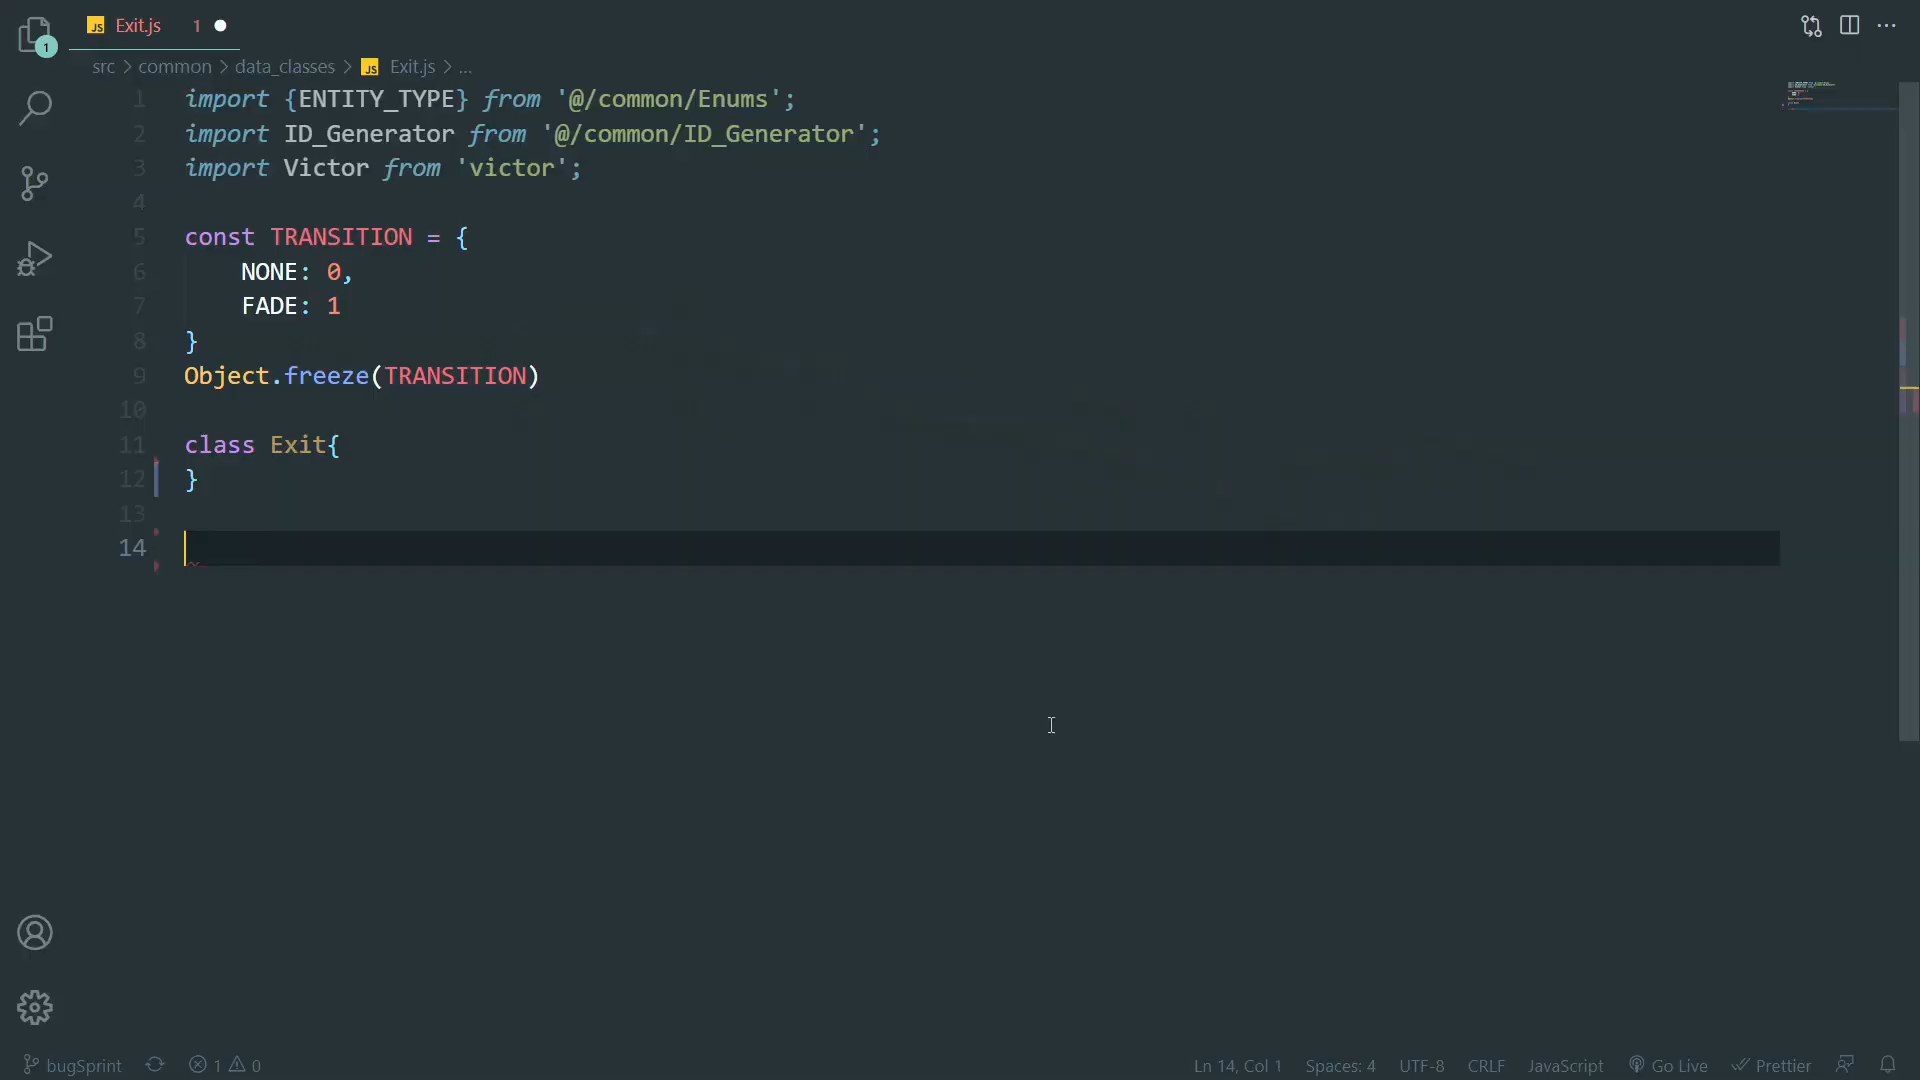 JS Exit.js 1
1
src > common > data_classes > JS Exit.js > ...
1 import {ENTITY_TYPE} from '@/common/Enums';
2 import ID_Generator from '@/common/ID_Generator';
3 import Victor from 'victor';
4
5 const TRANSITION = {
6 NONE: 0,
7 FADE: 1
8 }
9 Object.freeze(TRANSITION)
10
11 class Exit{
12 }
13
14
bugSprint 1 0 Ln 14, Col 1 Spaces: 4 UTF-8 CRLF JavaScript Go Live Prettier